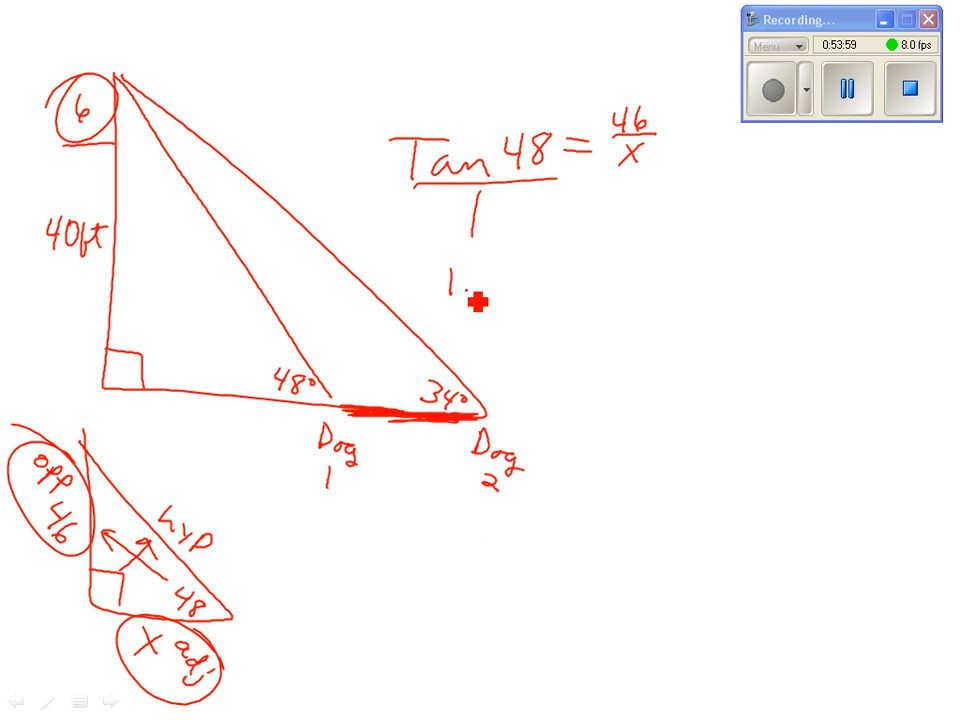 Recording...
Menu
0:53:59
8.0 fps
6
40ft
Tan 48 = 46
x
1
1.
48°
34°
Dog
1
Dog
2
opp
46
hyp
48
X adj